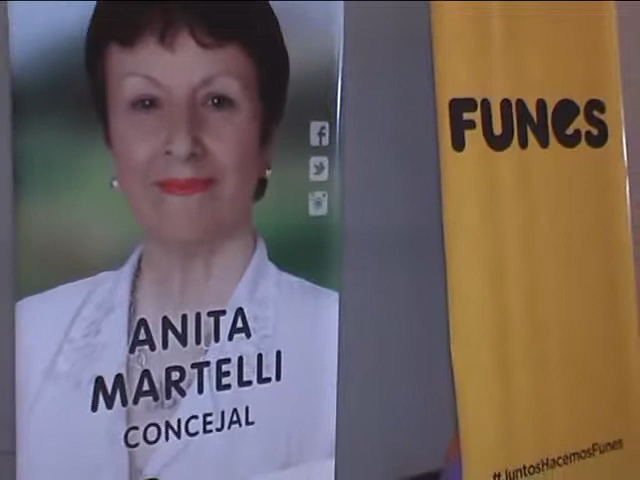 ANITA
MARTELLI
CONCEJAL
FUNES
#JuntosHacemosFunes